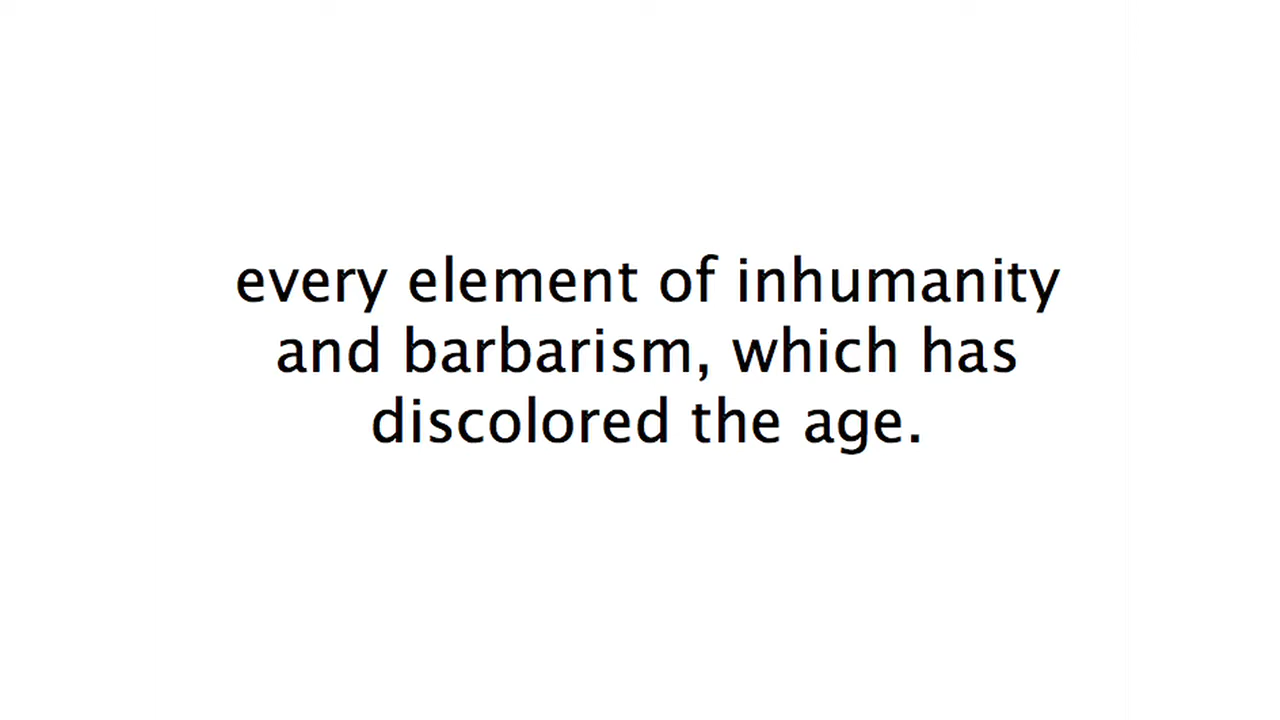 every element of inhumanity
and barbarism, which has
discolored the age.